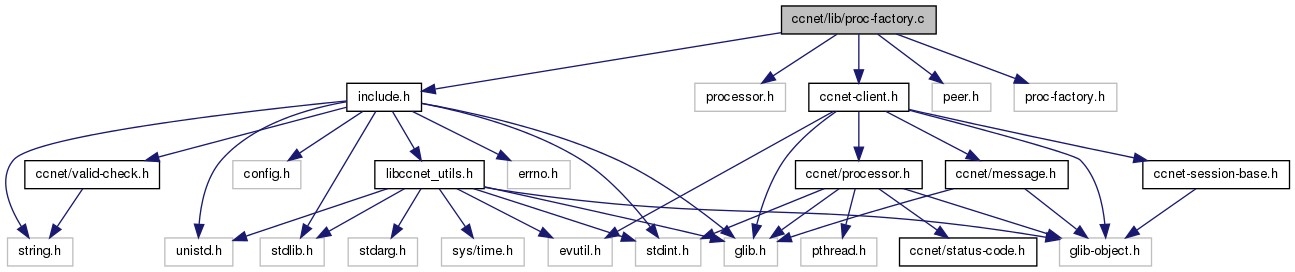 ccnet/lib/proc-factory.c
include.h
processor.h
ccnet-client.h
peer.h
proc-factory.h
ccnet/valid-check.h
config.h
libccnet_utils.h
errno.h
ccnet/processor.h
ccnet/message.h
ccnet-session-base.h
string.h
unistd.h
stdlib.h
stdarg.h
sys/time.h
evutil.h
stdint.h
glib.h
pthread.h
ccnet/status-code.h
glib-object.h